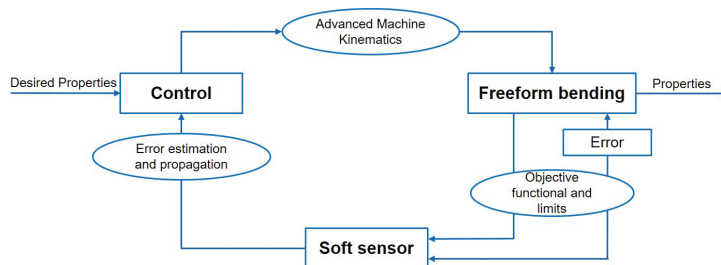 Advanced Machine
Kinematics
Desired Properties
Control
Freeform bending
Properties
Error estimation
and propagation
Error
Objective
functional and
limits
Soft sensor